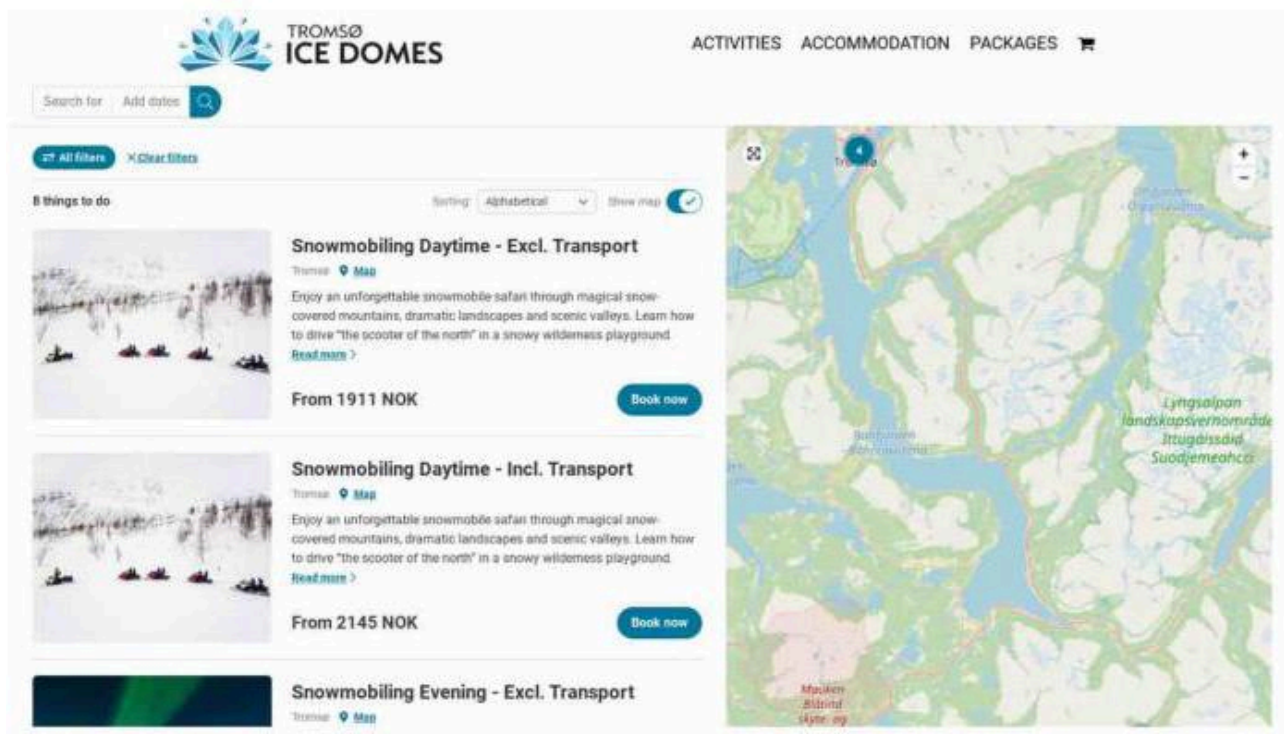 TROMSØ
ICE DOMES
ACTIVITIES ACCOMMODATION PACKAGES
Search for Add dates
All filters Clear filters
8 things to do Sorting: Alphabetical Show map
Snowmobiling Daytime - Excl. Transport
Tromsø Map
Enjoy an unforgettable snowmobile safari through magical snow-
covered mountains, dramatic landscapes and scenic valleys. Learn how
to drive "the scooter of the north" in a snowy wilderness playground.
Read more >
From 1911 NOK Book now
Snowmobiling Daytime - Incl. Transport
Tromsø Map
Enjoy an unforgettable snowmobile safari through magical snow-
covered mountains, dramatic landscapes and scenic valleys. Learn how
to drive "the scooter of the north" in a snowy wilderness playground.
Read more >
From 2145 NOK Book now
Snowmobiling Evening - Excl. Transport
Tromsø Map
4
Tromsø
+
−
Lyngsalpan
landskapsvernområde
Ittugáissáid
Suodjemeahcci
Mauken
Blåtind
skyte- og